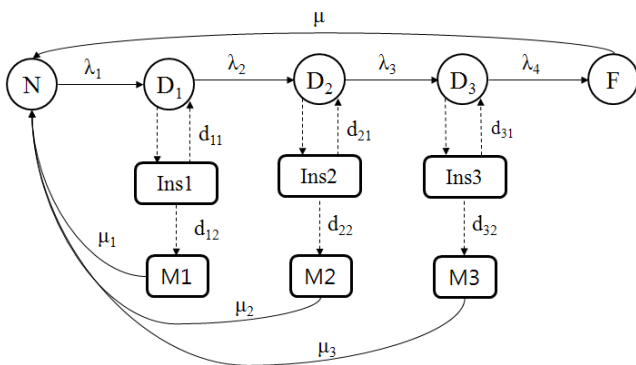 μ
N λ₁ D₁ λ₂ D₂ λ₃ D₃ λ₄ F
d₁₁ d₂₁ d₃₁
Ins1 Ins2 Ins3
d₁₂ d₂₂ d₃₂
μ₁
M1 M2 M3
μ₂
μ₃